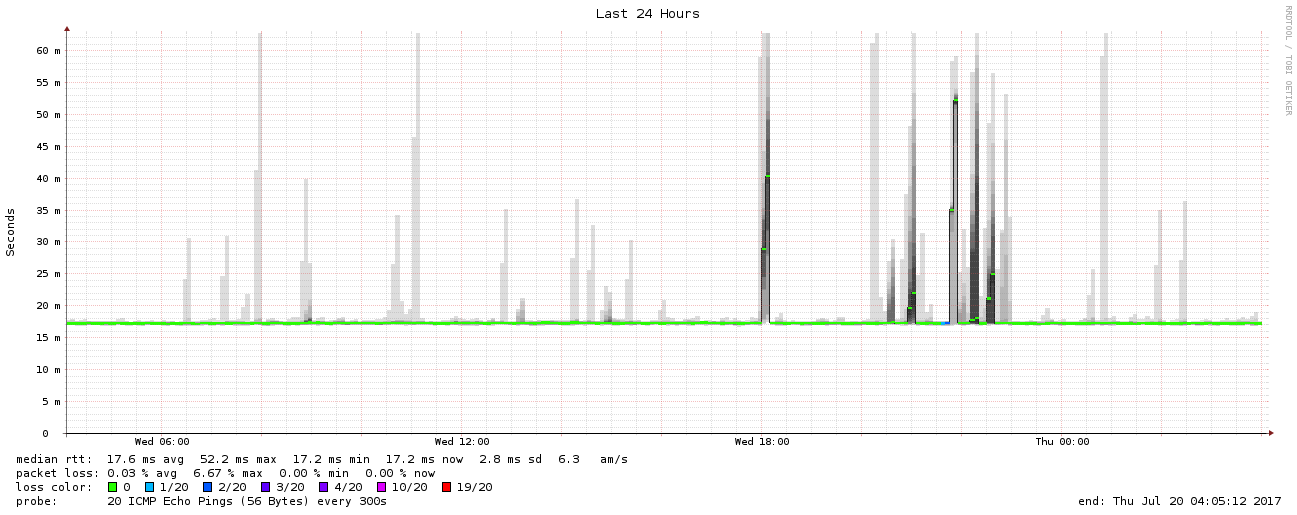 Last 24 Hours
RRDTOOL / TOBI OETIKER
Seconds
60 m
55 m
50 m
45 m
40 m
35 m
30 m
25 m
20 m
15 m
10 m
5 m
0
Wed 06:00 Wed 12:00 Wed 18:00 Thu 00:00
median rtt: 17.6 ms avg 52.2 ms max 17.2 ms min 17.2 ms now 2.8 ms sd 6.3 am/s
packet loss: 0.03 % avg 6.67 % max 0.00 % min 0.00 % now
loss color: 0 1/20 2/20 3/20 4/20 10/20 19/20
probe: 20 ICMP Echo Pings (56 Bytes) every 300s end: Thu Jul 20 04:05:12 2017